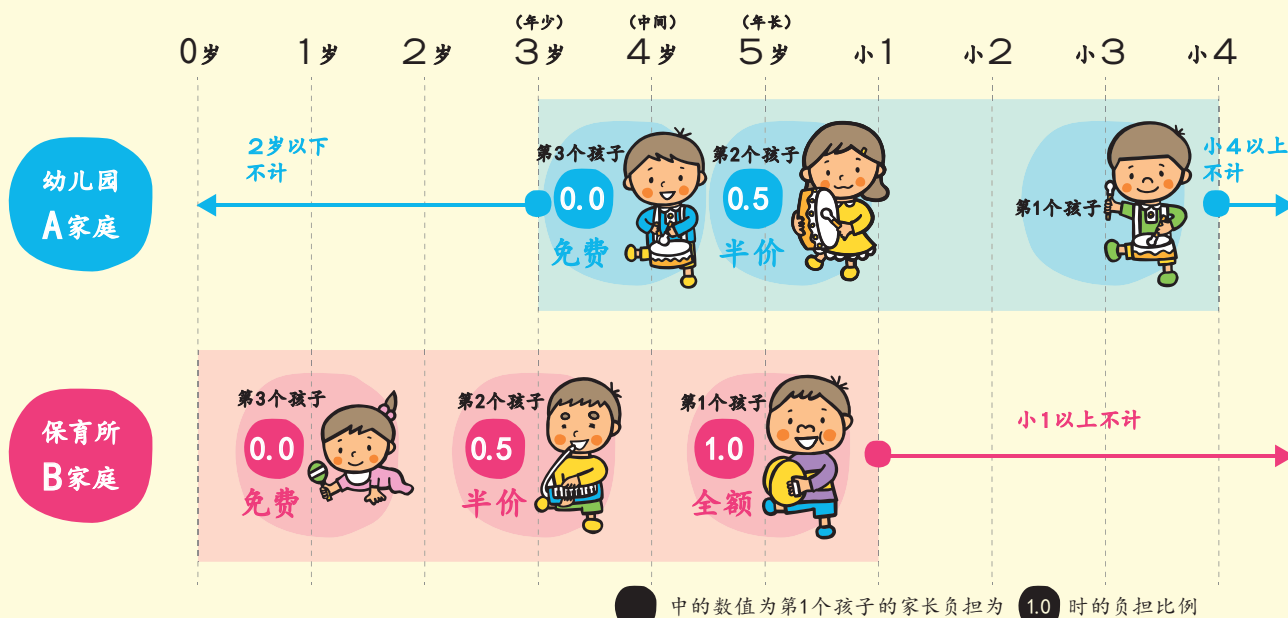 (年少) (中间) (年长)
0岁 1岁 2岁 3岁 4岁 5岁 小1 小2 小3 小4
幼儿园
A家庭
2岁以下
不计
第3个孩子
0.0
免费
第2个孩子
0.5
半价
第1个孩子
小4以上
不计
保育所
B家庭
第3个孩子
0.0
免费
第2个孩子
0.5
半价
第1个孩子
1.0
全额
小1以上不计
中的数值为第1个孩子的家长负担为 1.0 时的负担比例